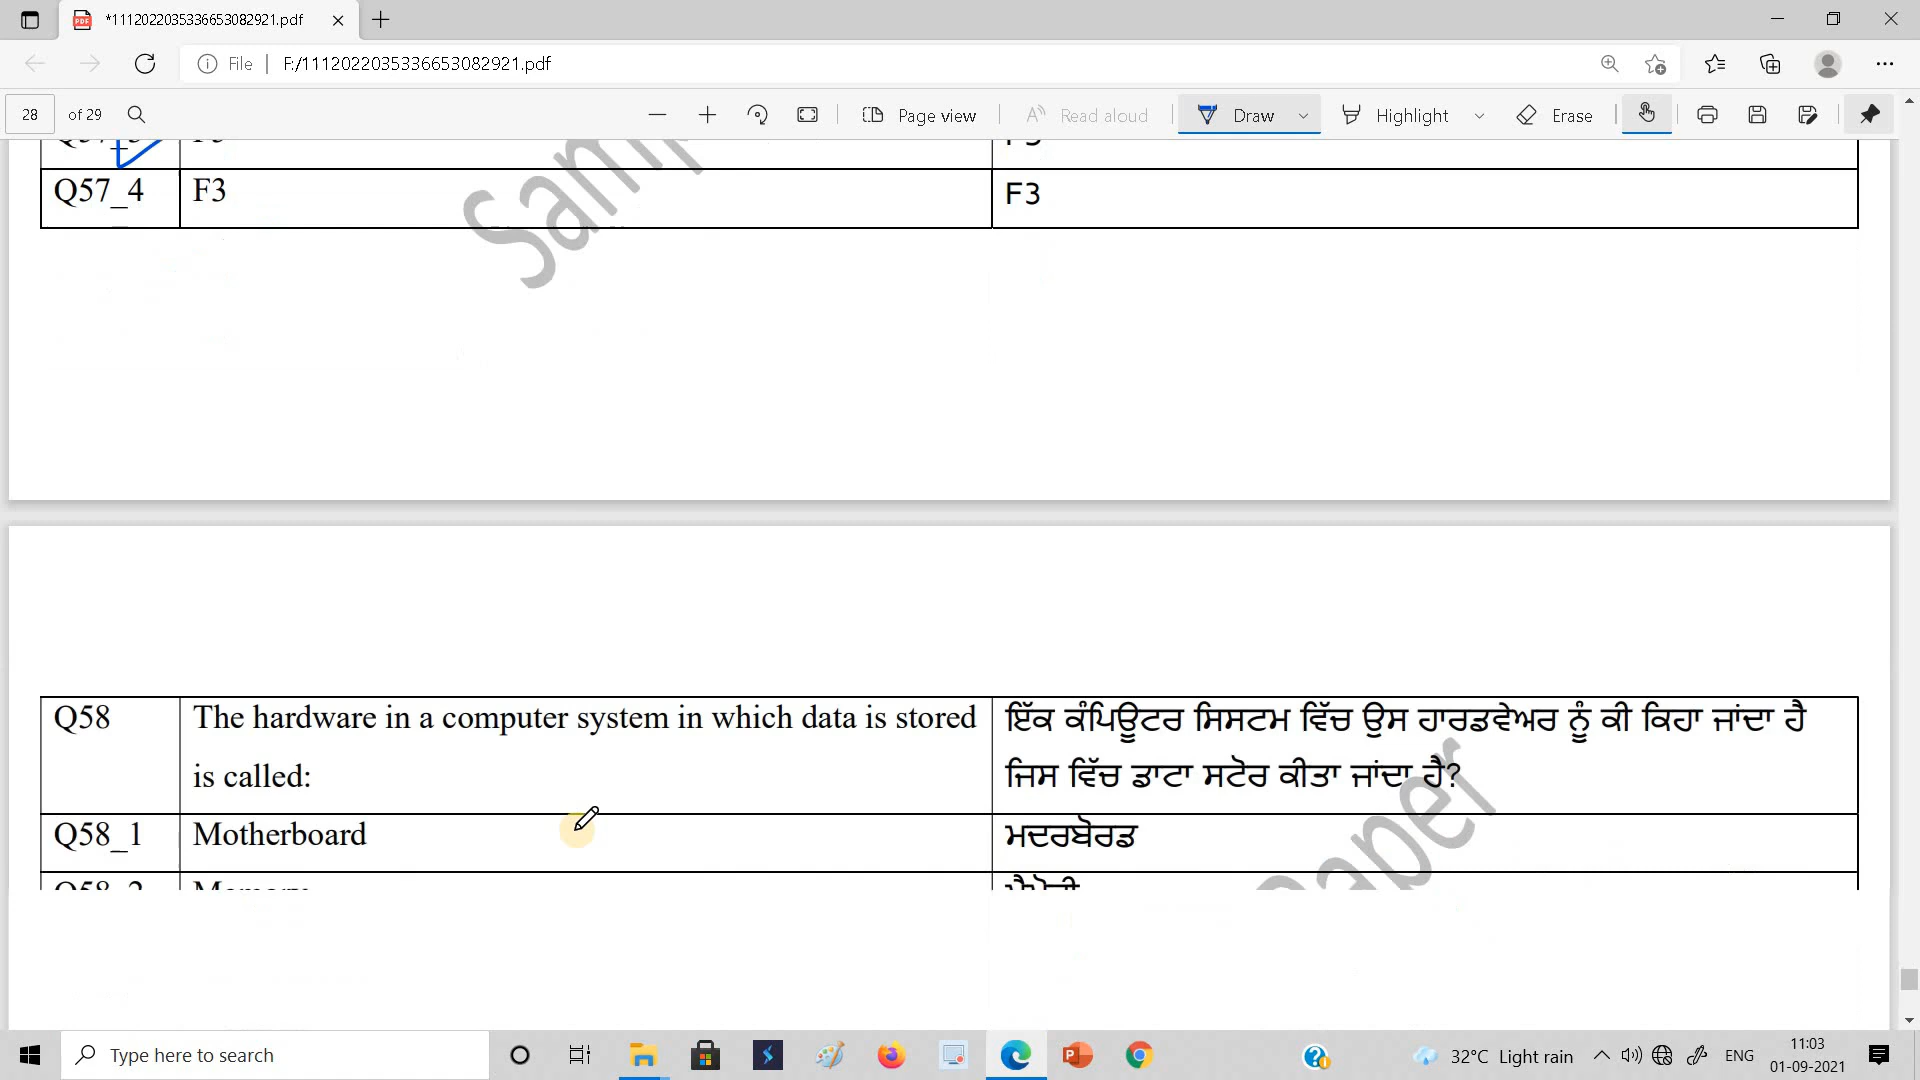 *1112022035336653082921.pdf
File | F:/1112022035336653082921.pdf
28 of 29
Page view
Read aloud
Draw
Highlight
Erase
Q57_4 F3 F3
Sam
Q58 The hardware in a computer system in which data is stored ਇੱਕ ਕੰਪਿਊਟਰ ਸਿਸਟਮ ਵਿੱਚ ਉਸ ਹਾਰਡਵੇਅਰ ਨੂੰ ਕੀ ਕਿਹਾ ਜਾਂਦਾ ਹੈ
is called: ਜਿਸ ਵਿੱਚ ਡਾਟਾ ਸਟੋਰ ਕੀਤਾ ਜਾਂਦਾ ਹੈ?
Q58_1 Motherboard ਮਦਰਬੋਰਡ
Paper
Type here to search
32°C Light rain
ENG
11:03
01-09-2021